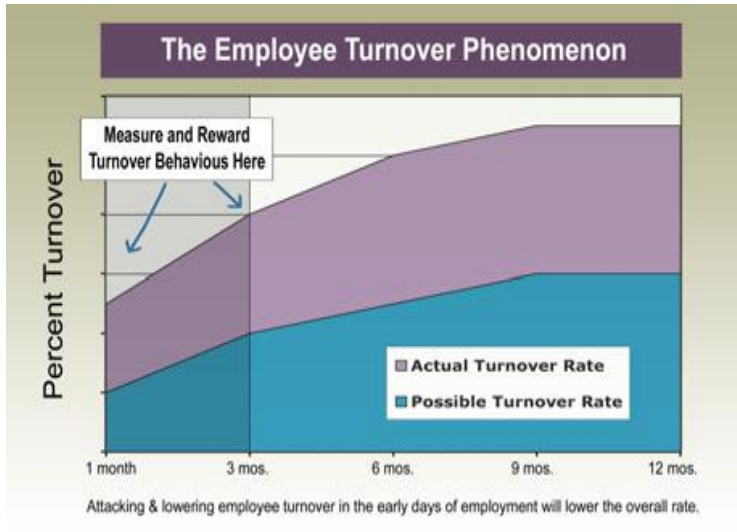 The Employee Turnover Phenomenon
Measure and Reward
Turnover Behavious Here
Percent Turnover
Actual Turnover Rate
Possible Turnover Rate
1 month
3 mos.
6 mos.
9 mos.
12 mos.
Attacking & lowering employee turnover in the early days of employment will lower the overall rate.